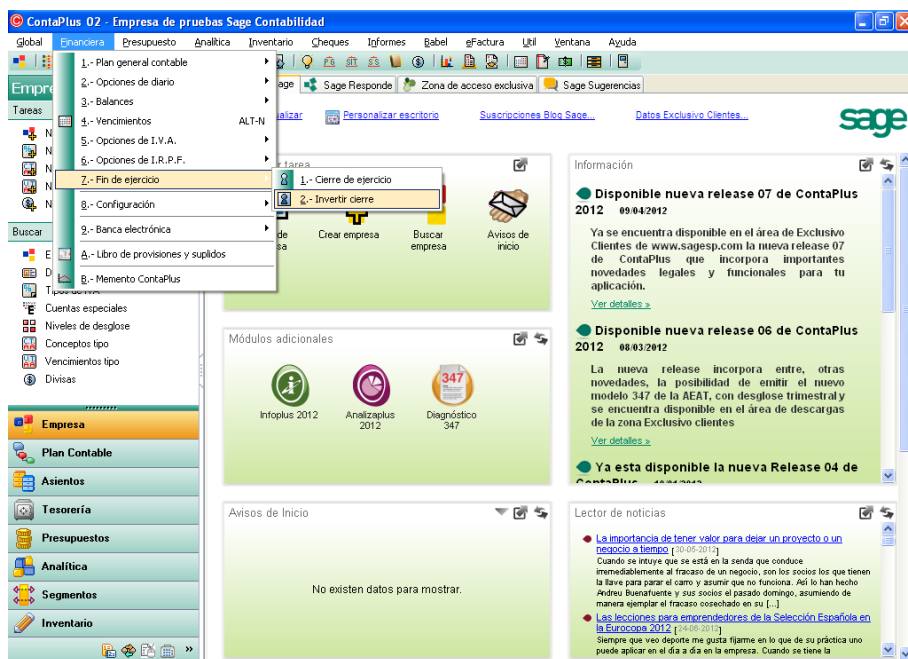 ContaPlus 02 - Empresa de pruebas Sage Contabilidad
Global Financiera Presupuesto Analítica Inventario Cheques Informes Babel eFactura Util Ventana Ayuda
1.- Plan general contable
2.- Opciones de diario
3.- Balances
4.- Vencimientos ALT-N
5.- Opciones de I.V.A.
6.- Opciones de I.R.P.F.
7.- Fin de ejercicio
8.- Configuración
9.- Banca electrónica
A.- Libro de provisiones y suplidos
B.- Memento ContaPlus
1.- Cierre de ejercicio
2.- Invertir cierre
Sage Responde
Zona de acceso exclusiva
Sage Sugerencias
Personalizar escritorio
Suscripciones Blog Sage...
Datos Exclusivo Clientes...
sage
Tareas
Buscar
Cuentas especiales
Niveles de desglose
Conceptos tipo
Vencimientos tipo
Divisas
Empresa
Plan Contable
Asientos
Tesorería
Presupuestos
Analítica
Segmentos
Inventario
»
Crear empresa
Buscar empresa
Avisos de inicio
Módulos adicionales
Infoplus 2012
Analizaplus 2012
347
Diagnóstico 347
Avisos de Inicio
No existen datos para mostrar.
Información
Disponible nueva release 07 de ContaPlus
2012 09/04/2012
Ya se encuentra disponible en el área de Exclusivo
Clientes de www.sagesp.com la nueva release 07
de ContaPlus que incorpora importantes
novedades legales y funcionales para tu
aplicación.
Ver detalles »
Disponible nueva release 06 de ContaPlus
2012 08/03/2012
La nueva release incorpora entre, otras
novedades, la posibilidad de emitir el nuevo
modelo 347 de la AEAT, con desglose trimestral y
se encuentra disponible en el área de descargas
de la zona Exclusivo clientes
Ver detalles »
Ya esta disponible la nueva Release 04 de
Lector de noticias
La importancia de tener valor para dejar un proyecto o un
negocio a tiempo [30-05-2012]
Cuando se intuye que se está en la senda que conduce
irremediablemente al fracaso de un negocio, son los socios los que tienen
la llave para parar el carro y asumir que no funciona. Así lo han hecho
Andreu Buenafuente y sus socios el pasado domingo, asumiendo de
manera ejemplar el fracaso cosechado en su [...]
Las lecciones para emprendedores de la Selección Española en
la Eurocopa 2012 [24-06-2012]
Siempre que veo deporte me gusta fijarme en lo que de su práctica uno
puede aplicar en el día a día en la empresa. Cuando se tiene la